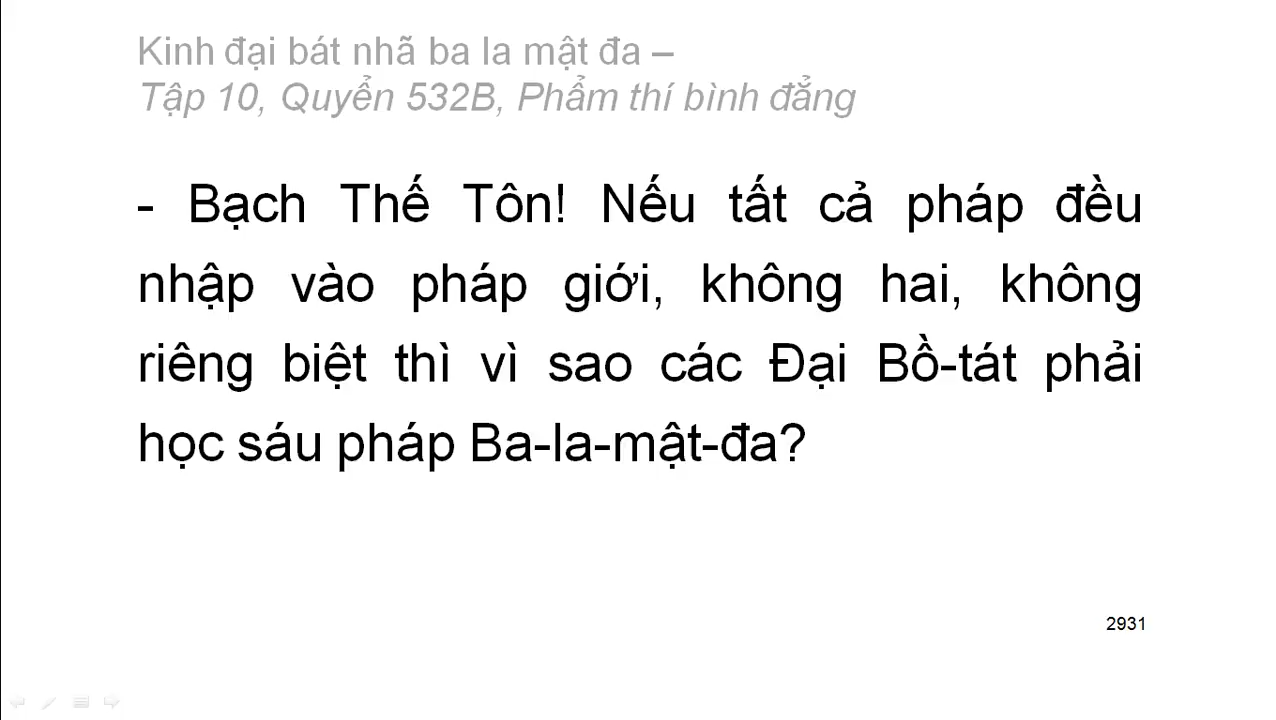 Kinh đại bát nhã ba la mật đa –
Tập 10, Quyển 532B, Phẩm thí bình đẳng
- Bạch Thế Tôn! Nếu tất cả pháp đều
nhập vào pháp giới, không hai, không
riêng biệt thì vì sao các Đại Bồ-tát phải
học sáu pháp Ba-la-mật-đa?
2931